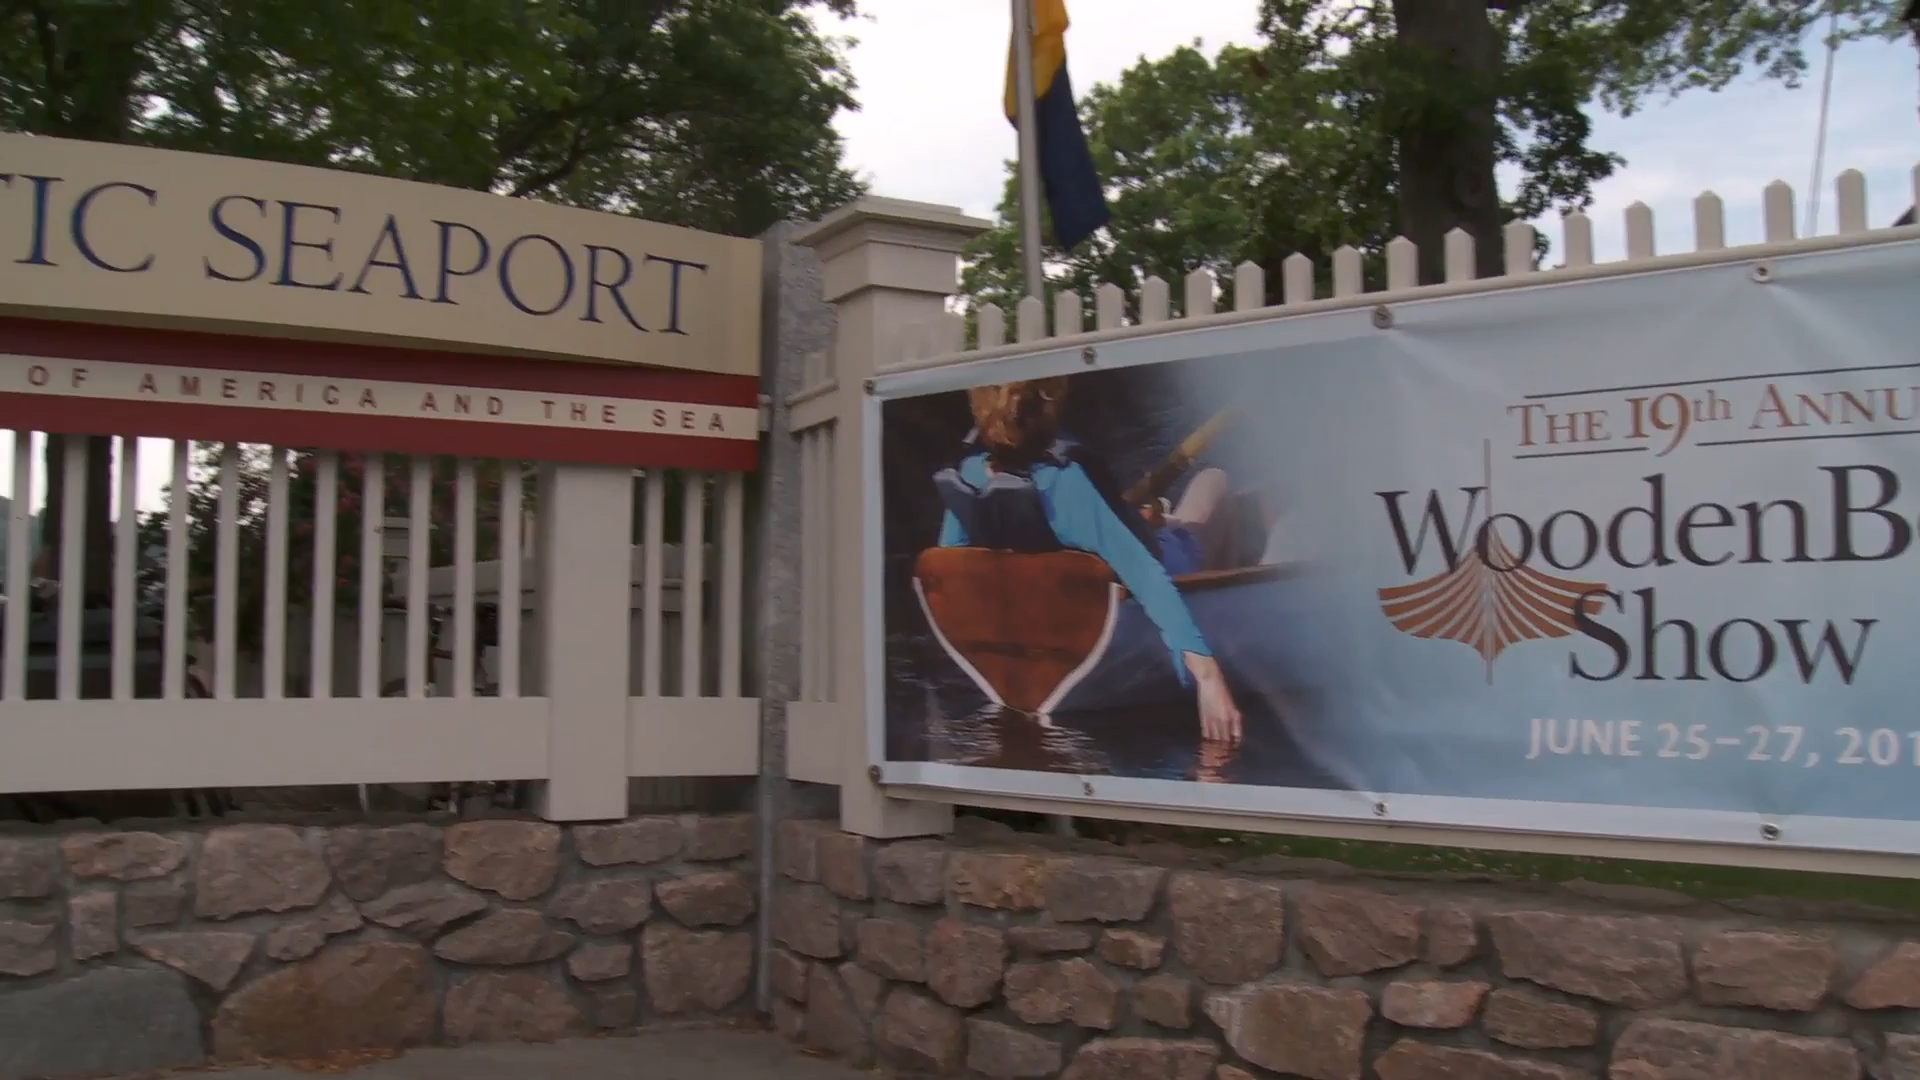 TIC SEAPORT
OF AMERICA AND THE SEA
THE 19th ANNU
WOODENB
SHOW
JUNE 25-27, 201